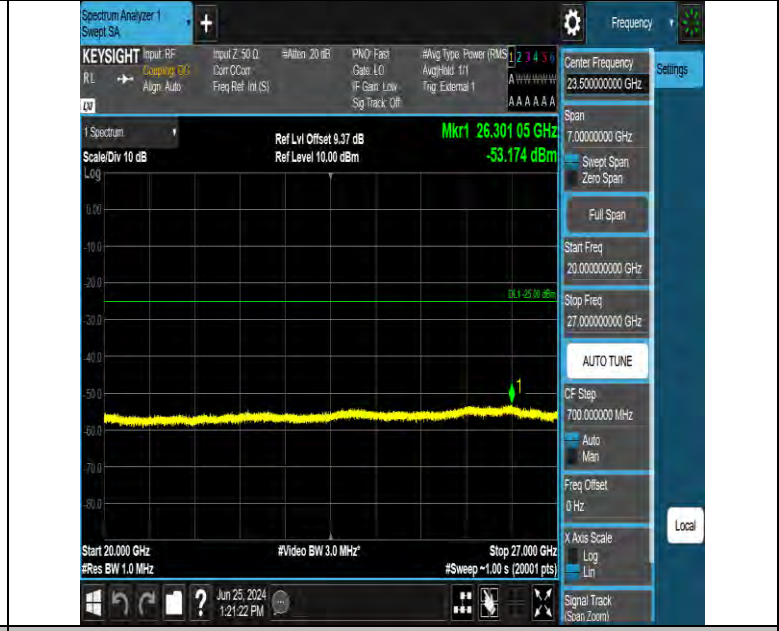 Spectrum Analyzer 1
Swept SA
+
Frequency
KEYSIGHT
RL
LXI
Input: RF
Coupling: DC
Align: Auto
Input Z: 50 Ω
Corr CCorr
Freq Ref: Int (S)
#Atten: 20 dB
PNO: Fast
Gate: LO
IF Gain: Low
Sig Track: Off
#Avg Type: Power (RMS
Avg|Hold: 1/1
Trig: External 1
1 2 3 4 5 6
A W W W W W
A A A A A A
1 Spectrum
Scale/Div 10 dB
Ref Lvl Offset 9.37 dB
Ref Level 10.00 dBm
Mkr1 26.301 05 GHz
-53.174 dBm
Log
0.00
-10.0
-20.0
DL1 -25.00 dBm
-30.0
-40.0
-50.0
1
-60.0
-70.0
-80.0
Start 20.000 GHz
#Res BW 1.0 MHz
#Video BW 3.0 MHz*
Stop 27.000 GHz
#Sweep ~1.00 s (20001 pts)
Center Frequency
23.500000000 GHz
Settings
Span
7.00000000 GHz
Swept Span
Zero Span
Full Span
Start Freq
20.000000000 GHz
Stop Freq
27.000000000 GHz
AUTO TUNE
CF Step
700.000000 MHz
Auto
Man
Freq Offset
0 Hz
X Axis Scale
Log
Lin
Local
Signal Track
(Span Zoom)
?
Jun 25, 2024
1:21:22 PM